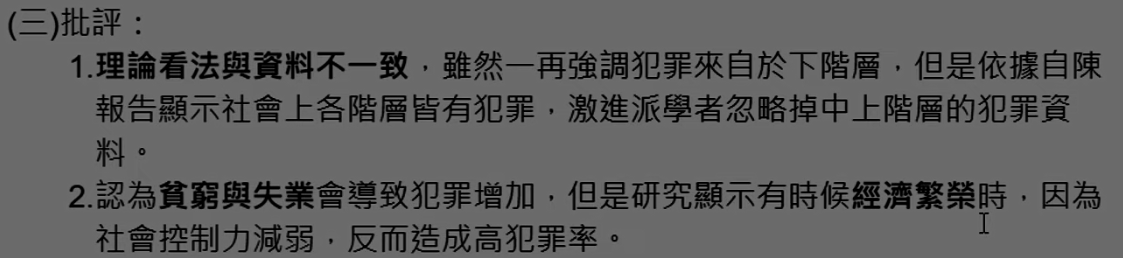 (三)批評：
1.理論看法與資料不一致，雖然一再強調犯罪來自於下階層，但是依據自陳
報告顯示社會上各階層皆有犯罪，激進派學者忽略掉中上階層的犯罪資
料。
2.認為貧窮與失業會導致犯罪增加，但是研究顯示有時候經濟繁榮時，因為
社會控制力減弱，反而造成高犯罪率。